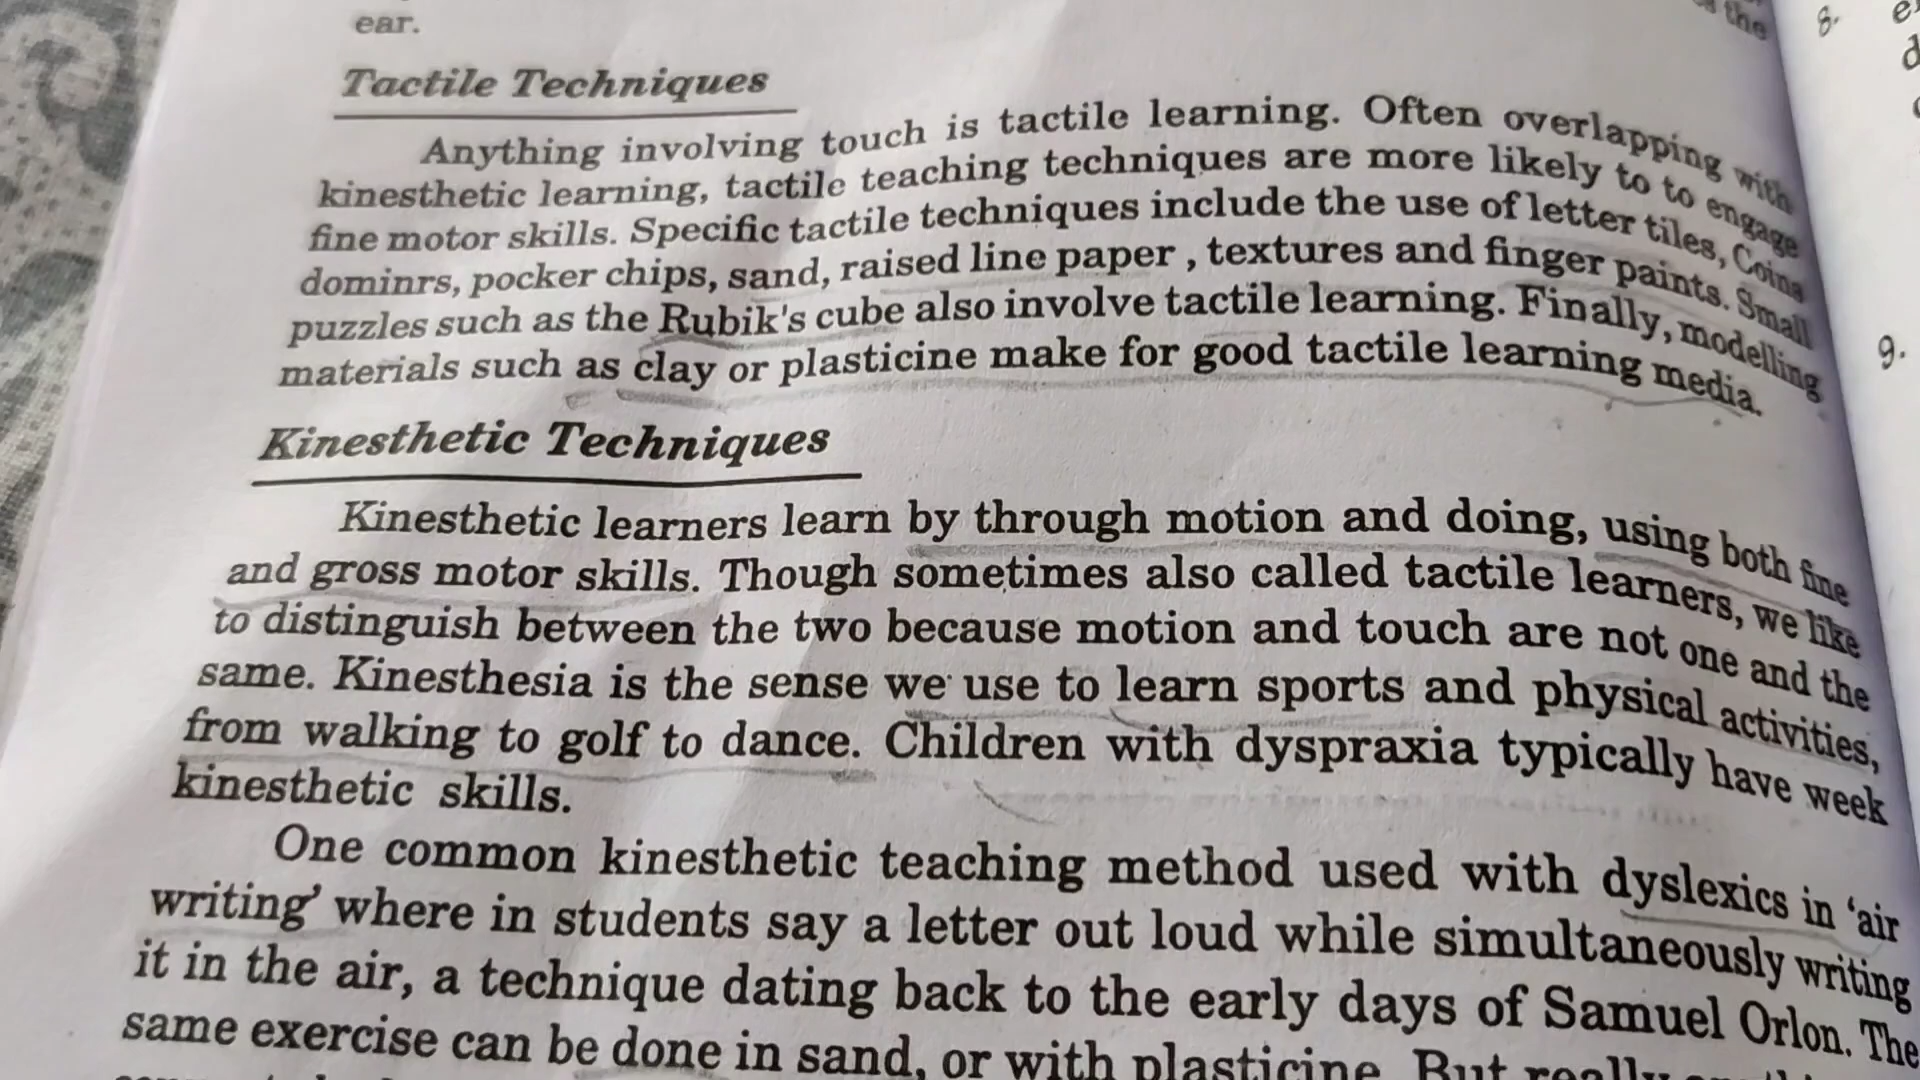 the
ear.
Tactile Techniques
Anything involving touch is tactile learning. Often overlapping with
kinesthetic learning, tactile teaching techniques are more likely to to engage
fine motor skills. Specific tactile techniques include the use of letter tiles, Coins
dominrs, pocker chips, sand, raised line paper , textures and finger paints. Small
puzzles such as the Rubik's cube also involve tactile learning. Finally, modelling
materials such as clay or plasticine make for good tactile learning media.
Kinesthetic Techniques
Kinesthetic learners learn by through motion and doing, using both fine
and gross motor skills. Though sometimes also called tactile learners, we like
to distinguish between the two because motion and touch are not one and the
same. Kinesthesia is the sense we use to learn sports and physical activities,
from walking to golf to dance. Children with dyspraxia typically have week
kinesthetic skills.
One common kinesthetic teaching method used with dyslexics in ‘air
writing’ where in students say a letter out loud while simultaneously writing
it in the air, a technique dating back to the early days of Samuel Orlon. The
same exercise can be done in sand, or with plasticine. But really
8.
9.